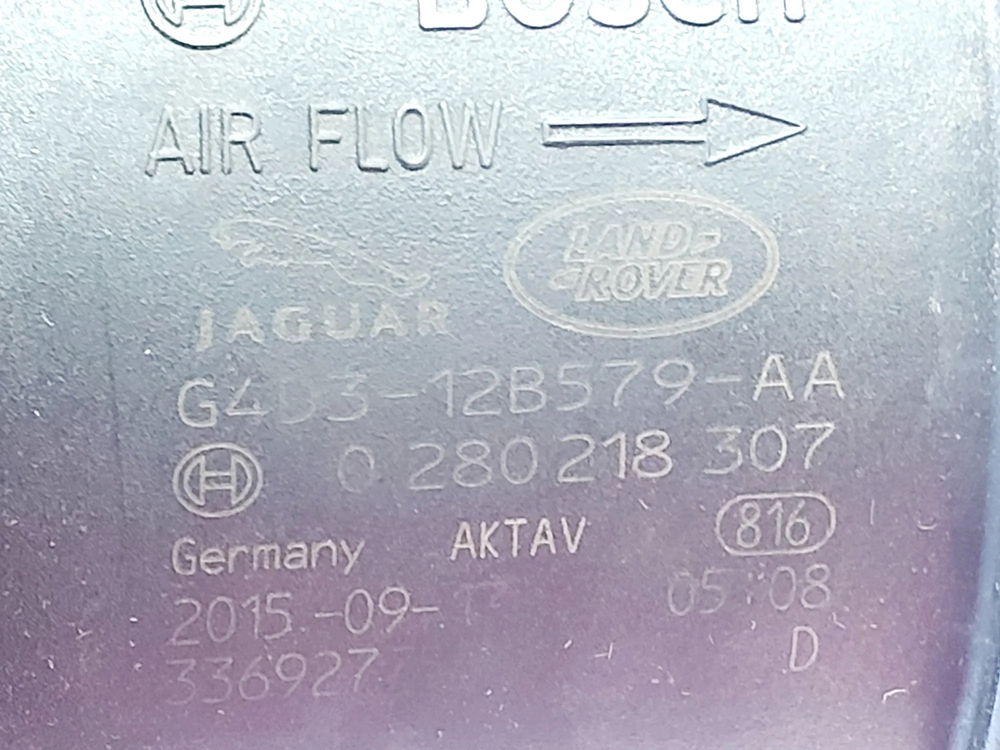 BOSCH
AIR FLOW
LAND-
-ROVER
JAGUAR
G4D3-12B579-AA
0 280 218 307
Germany AKTAV 816
2015-09- 05:08
D